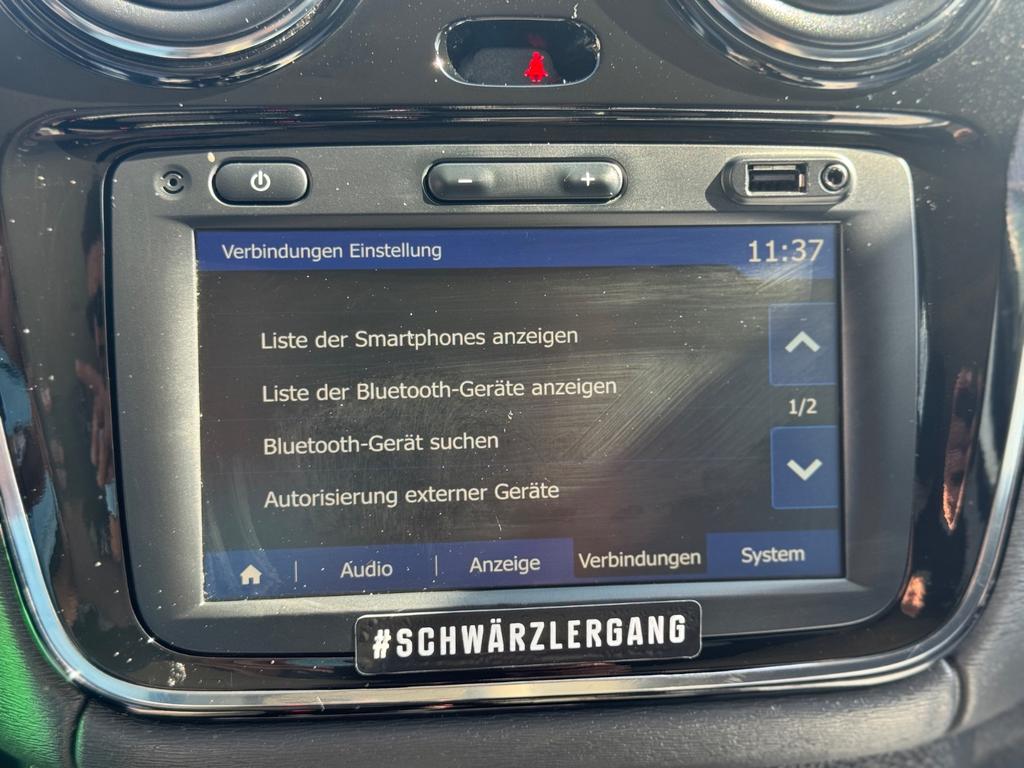 Verbindungen Einstellung 11:37
Liste der Smartphones anzeigen
Liste der Bluetooth-Geräte anzeigen
1/2
Bluetooth-Gerät suchen
Autorisierung externer Geräte
Audio Anzeige Verbindungen System
#SCHWÄRZLERGANG